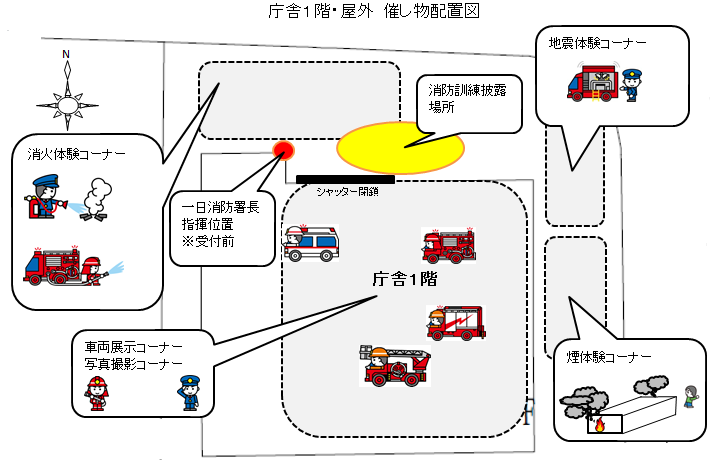 庁舎1階・屋外 催し物配置図
N
地震体験コーナー
消防訓練披露
場所
消火体験コーナー
シャッター閉鎖
一日消防署長
指揮位置
※受付前
庁舎1階
車両展示コーナー
写真撮影コーナー
煙体験コーナー
F